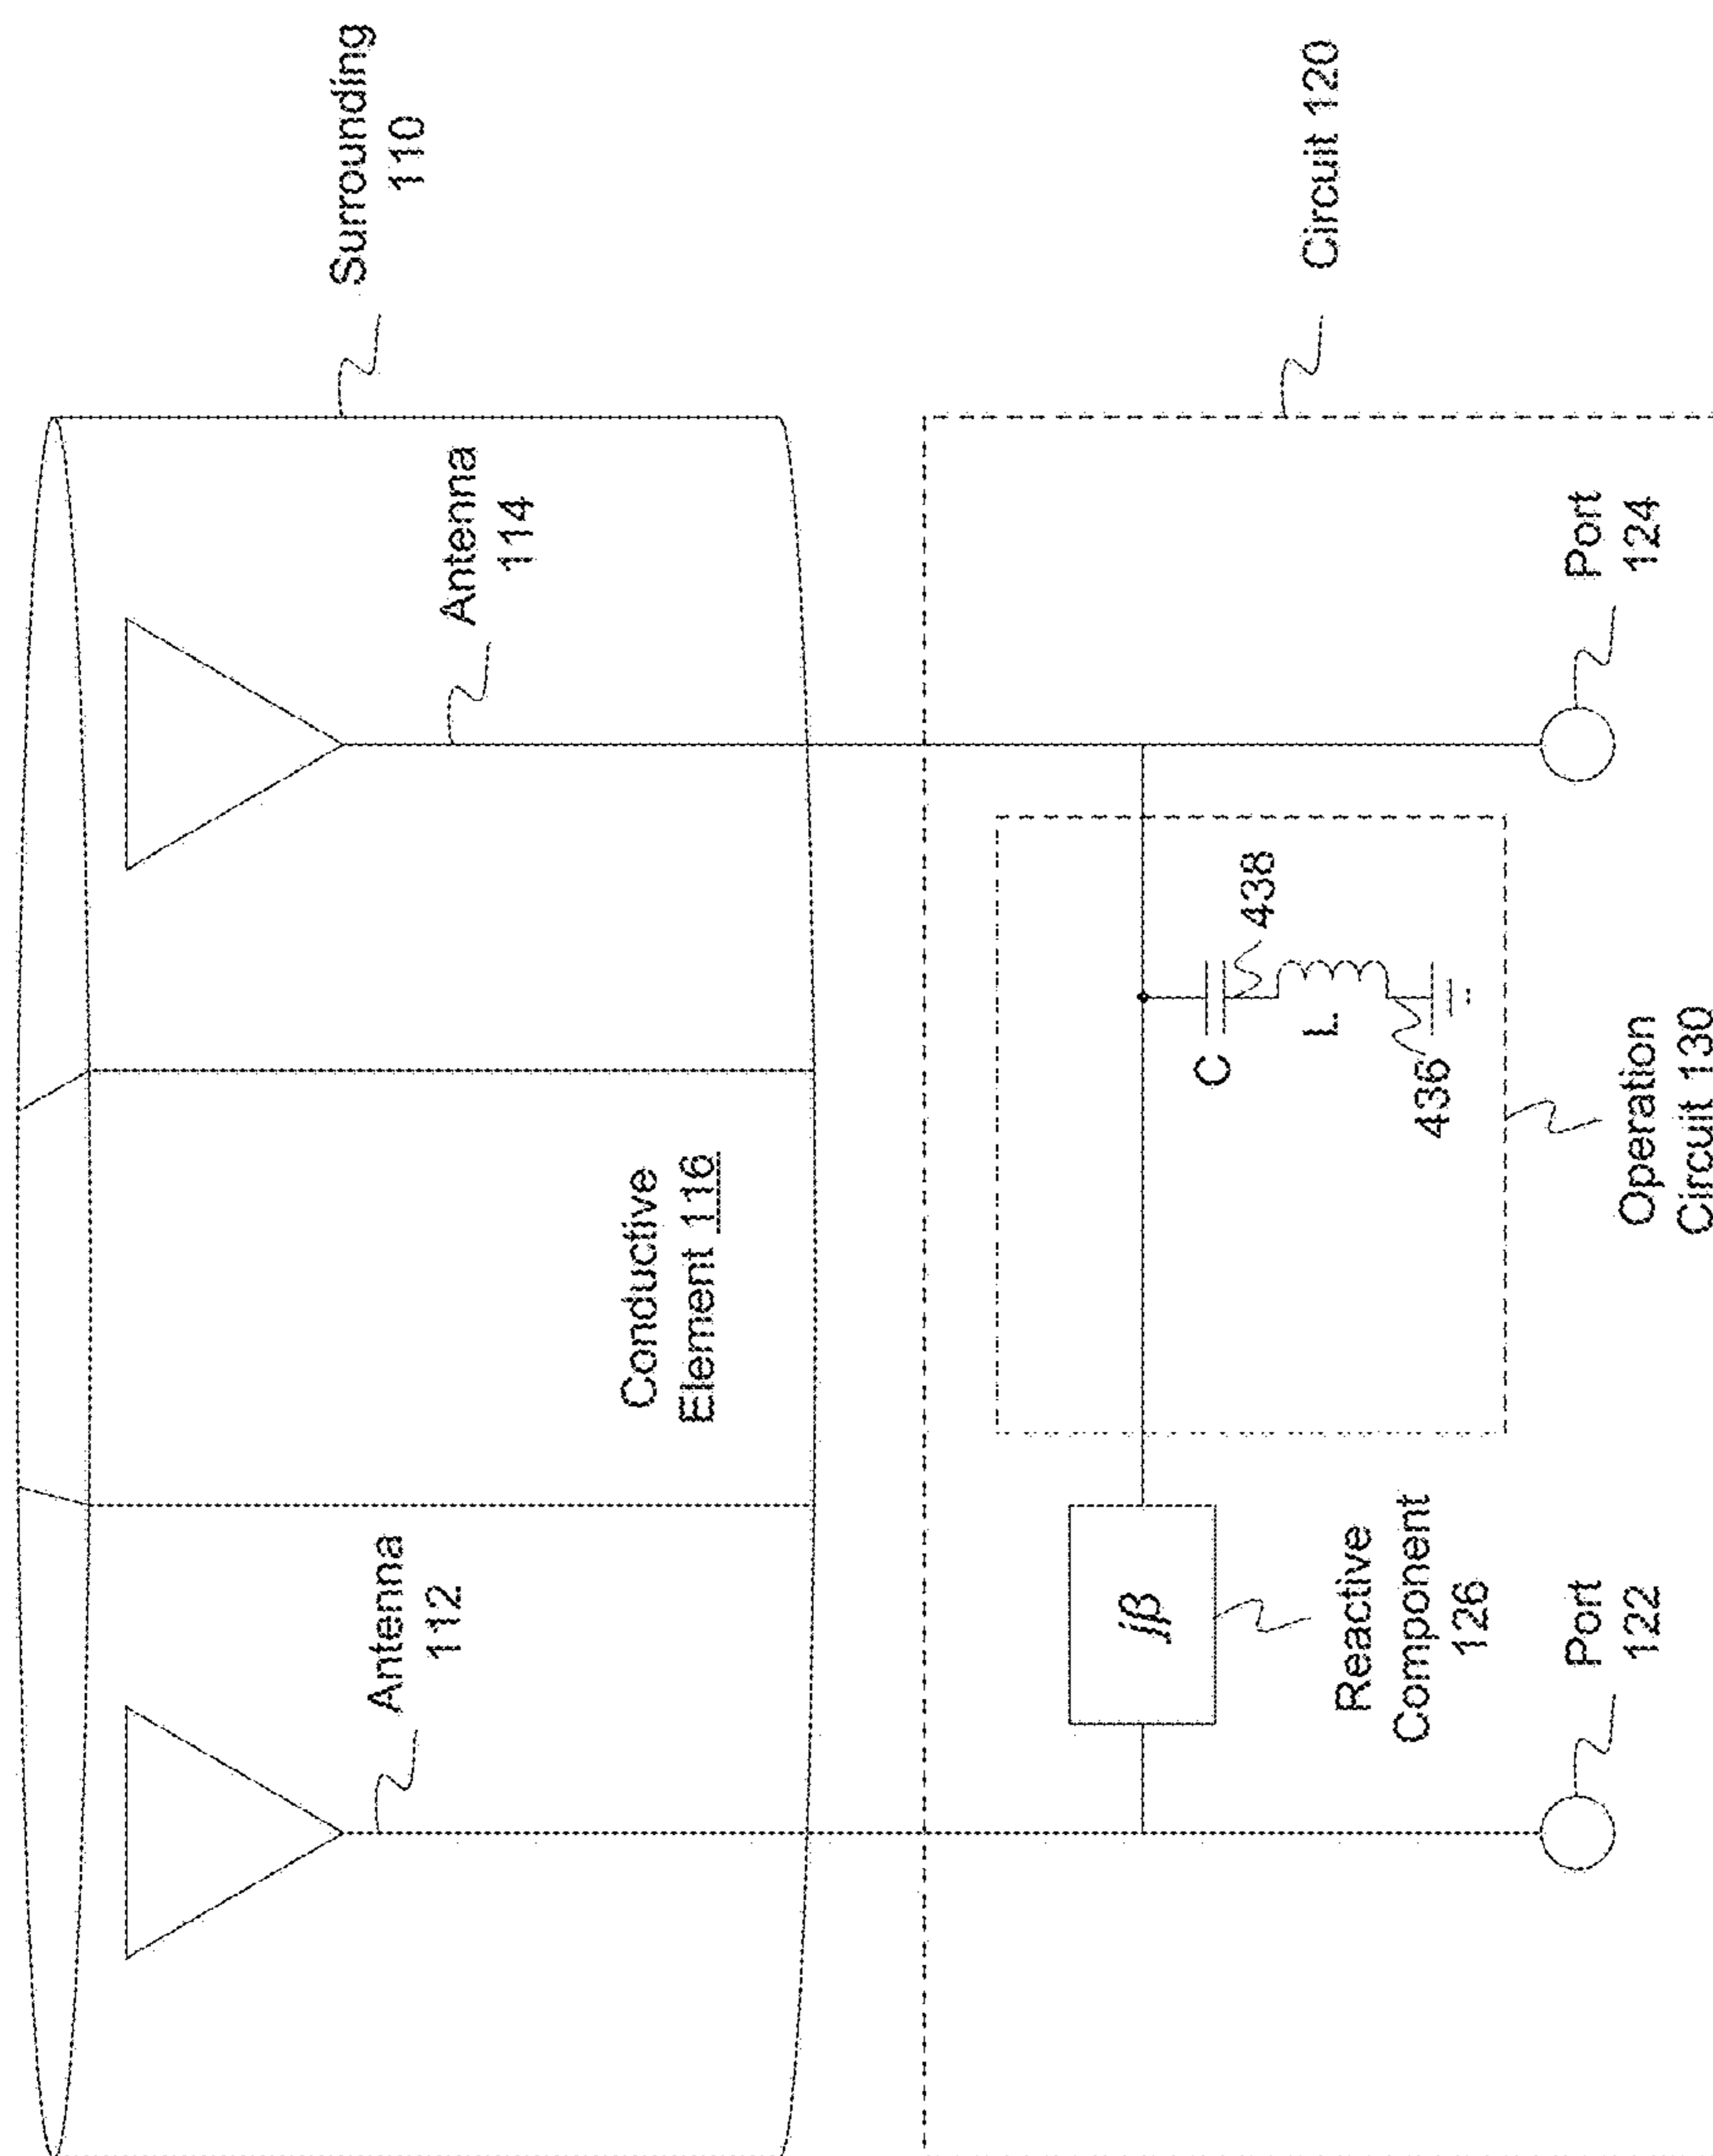 Surrounding
110
Antenna
112
Antenna
114
Conductive
Element 116
Circuit 120
jβ
C
438
L
436
Reactive
Component
126
Port
122
Port
124
Operation
Circuit 130